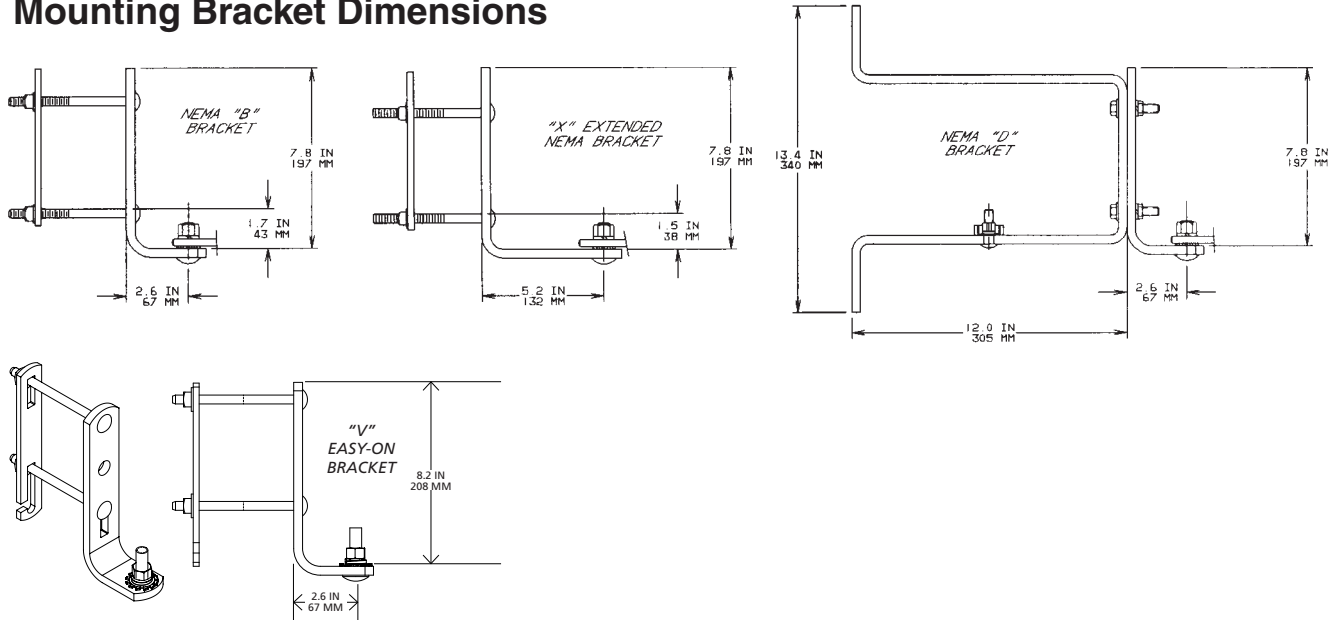 Mounting Bracket Dimensions
NEMA "B"
BRACKET
7.8 IN
197 MM
1.7 IN
43 MM
2.6 IN
67 MM
"X" EXTENDED
NEMA BRACKET
7.8 IN
197 MM
1.5 IN
38 MM
5.2 IN
132 MM
13.4 IN
340 MM
NEMA "D"
BRACKET
7.8 IN
197 MM
2.6 IN
67 MM
12.0 IN
305 MM
"V"
EASY-ON
BRACKET
8.2 IN
208 MM
2.6 IN
67 MM